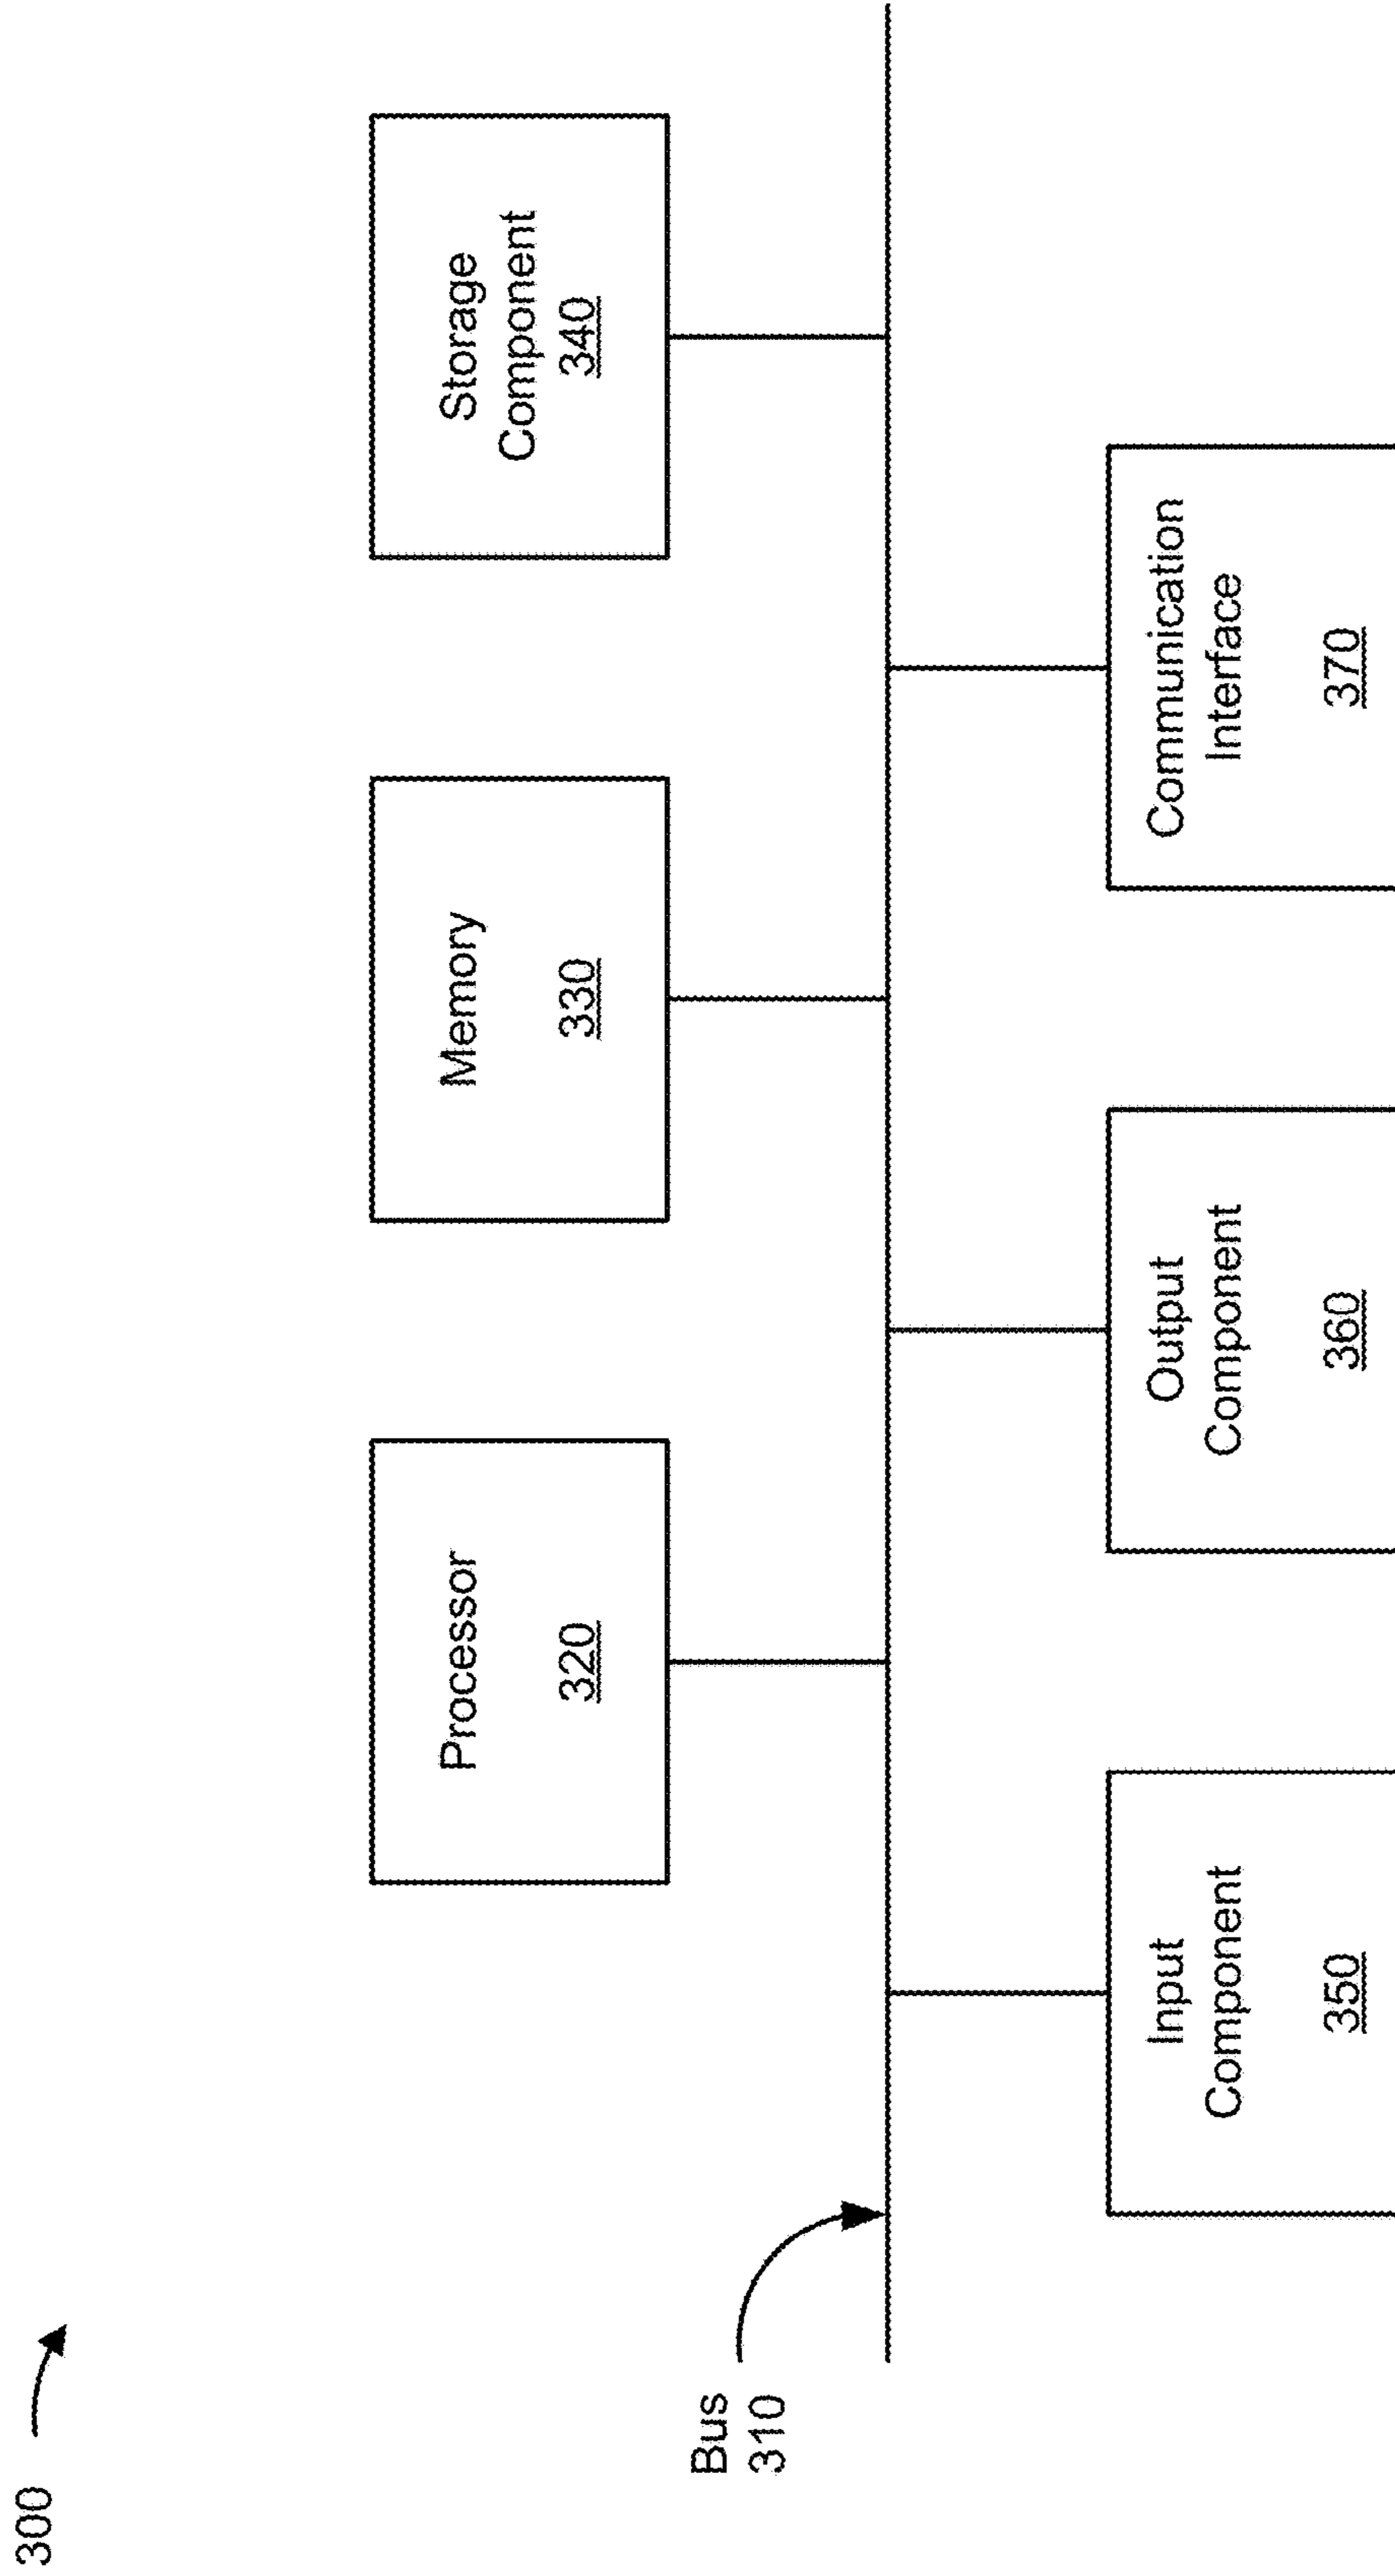 300
Processor
320
Memory
330
Storage
Component
340
Bus
310
Input
Component
350
Output
Component
360
Communication
Interface
370